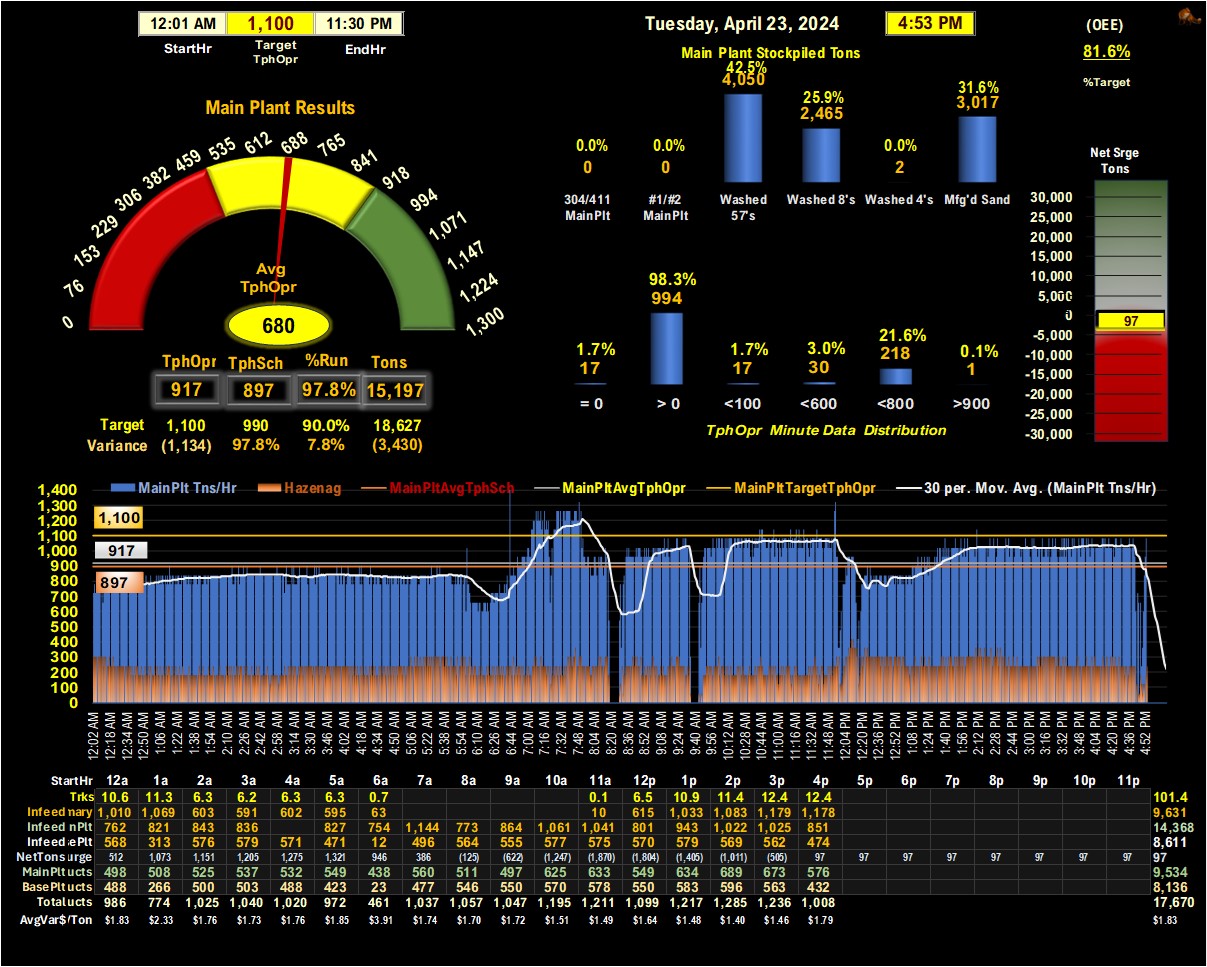 12:01 AM 1,100 11:30 PM
StartHr Target TphOpr EndHr
Tuesday, April 23, 2024 4:53 PM
(OEE)
81.6%
%Target
Main Plant Stockpiled Tons
0.0% 0.0% 42.5% 25.9% 0.0% 31.6%
0 0 4,050 2,465 2 3,017
304/411 MainPlt #1/#2 MainPlt Washed 57's Washed 8's Washed 4's Mfg'd Sand
Main Plant Results
0 76 153 229 306 382 459 535 612 688 765 841 918 994 1,071 1,147 1,224 1,300
Avg
TphOpr
680
TphOpr TphSch %Run Tons
917 897 97.8% 15,197
Target 1,100 990 90.0% 18,627
Variance (1,134) 97.8% 7.8% (3,430)
1.7% 98.3% 1.7% 3.0% 21.6% 0.1%
17 994 17 30 218 1
= 0 > 0 <100 <600 <800 >900
TphOpr Minute Data Distribution
Net Srge
Tons
30,000
25,000
20,000
15,000
10,000
5,000
0
97
-5,000
-10,000
-15,000
-20,000
-25,000
-30,000
MainPlt Tns/Hr Hazenag MainPltAvgTphSch MainPltAvgTphOpr MainPltTargetTphOpr 30 per. Mov. Avg. (MainPlt Tns/Hr)
1,400
1,300
1,200
1,100
1,000
900
800
700
600
500
400
300
200
100
0
1,100
917
897
12:02 AM 12:18 AM 12:34 AM 12:50 AM 1:06 AM 1:22 AM 1:38 AM 1:54 AM 2:10 AM 2:26 AM 2:42 AM 2:58 AM 3:14 AM 3:30 AM 3:46 AM 4:02 AM 4:18 AM 4:34 AM 4:50 AM 5:06 AM 5:22 AM 5:38 AM 5:54 AM 6:10 AM 6:26 AM 6:44 AM 7:00 AM 7:16 AM 7:32 AM 7:48 AM 8:04 AM 8:20 AM 8:36 AM 8:52 AM 9:08 AM 9:24 AM 9:40 AM 9:56 AM 10:12 AM 10:28 AM 10:44 AM 11:00 AM 11:16 AM 11:32 AM 11:48 AM 12:04 PM 12:20 PM 12:36 PM 12:52 PM 1:08 PM 1:24 PM 1:40 PM 1:56 PM 2:12 PM 2:28 PM 2:44 PM 3:00 PM 3:16 PM 3:32 PM 3:48 PM 4:04 PM 4:20 PM 4:36 PM 4:52 PM
StartHr 12a 1a 2a 3a 4a 5a 6a 7a 8a 9a 10a 11a 12p 1p 2p 3p 4p 5p 6p 7p 8p 9p 10p 11p
Trks 10.6 11.3 6.3 6.2 6.3 6.3 0.7 0.1 6.5 10.9 11.4 12.4 12.4 101.4
Infeed mary 1,010 1,069 603 591 602 595 63 10 615 1,033 1,083 1,179 1,178 9,631
Infeed nPlt 762 821 843 836 827 754 1,144 773 864 1,061 1,041 801 943 1,022 1,025 851 14,368
Infeed ePlt 568 313 576 579 571 471 12 496 564 555 577 575 570 579 569 562 474 8,611
NetTons urge 512 1,073 1,151 1,205 1,275 1,321 946 386 (125) (622) (1,247) (1,870) (1,804) (1,405) (1,011) (505) 97 97 97 97 97 97 97 97 97
MainPlt ucts 498 508 525 537 532 549 438 560 511 497 625 633 549 634 689 673 576 9,534
BasePlt ucts 488 266 500 503 488 423 23 477 546 550 570 578 550 583 596 563 432 8,136
Total ucts 986 774 1,025 1,040 1,020 972 461 1,037 1,057 1,047 1,195 1,211 1,099 1,217 1,285 1,236 1,008 17,670
AvgVar$/Ton $1.83 $2.33 $1.76 $1.73 $1.76 $1.85 $3.91 $1.74 $1.70 $1.72 $1.51 $1.49 $1.64 $1.48 $1.40 $1.46 $1.79 $1.83